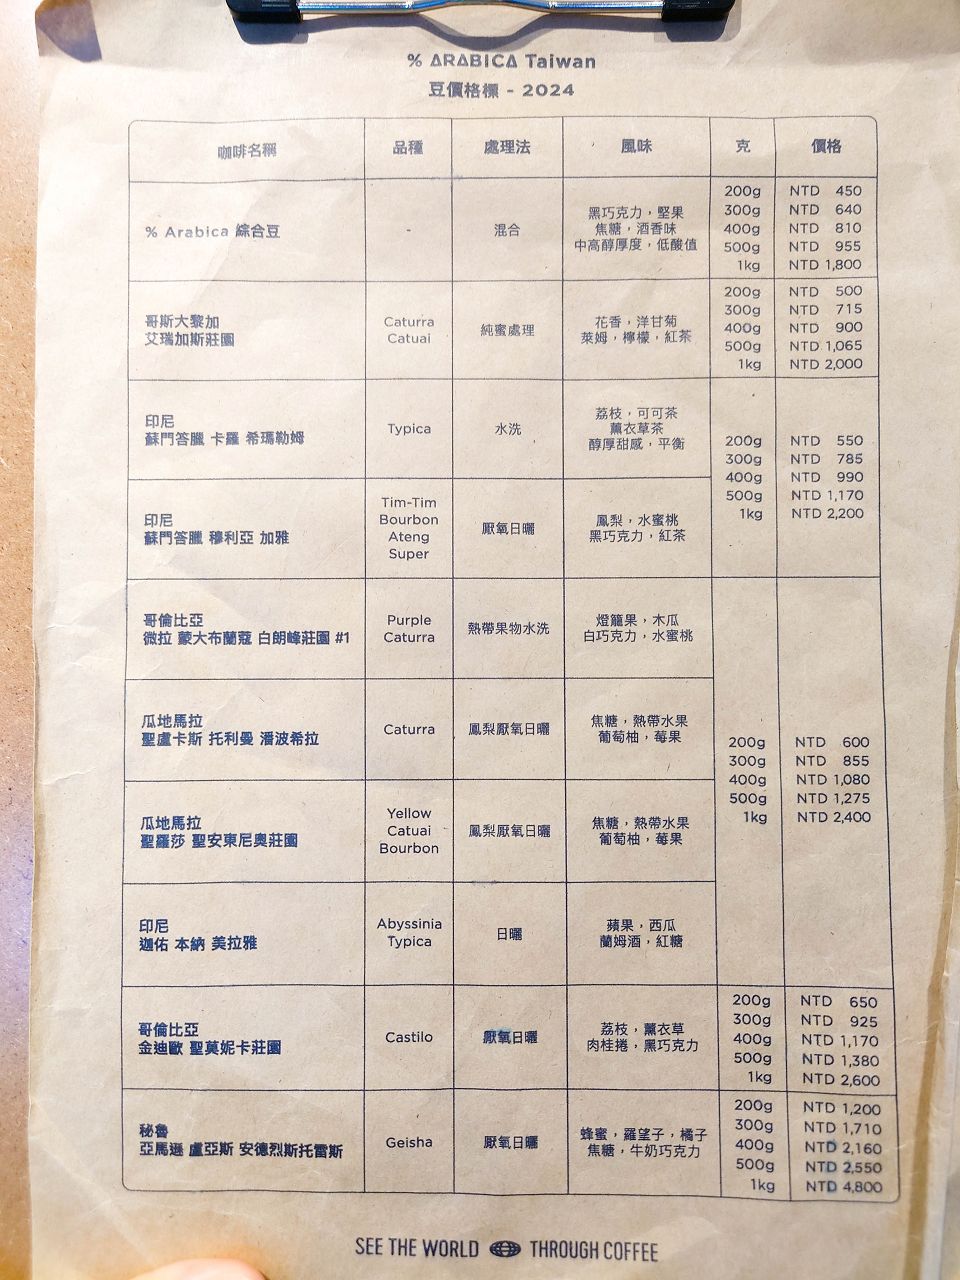 % ARABICA Taiwan
豆價格標 - 2024
咖啡名稱 品種 處理法 風味 克 價格
% Arabica 綜合豆
-
混合
黑巧克力，堅果
焦糖，酒香味
中高醇厚度，低酸值
200g NTD 450
300g NTD 640
400g NTD 810
500g NTD 955
1kg NTD 1,800
哥斯大黎加
艾瑞加斯莊園
Caturra
Catuai
純蜜處理
花香，洋甘菊
萊姆，檸檬，紅茶
200g NTD 500
300g NTD 715
400g NTD 900
500g NTD 1,065
1kg NTD 2,000
印尼
蘇門答臘 卡羅 希瑪勒姆
Typica
水洗
荔枝，可可茶
薰衣草茶
醇厚甜感，平衡
200g NTD 550
300g NTD 785
400g NTD 990
500g NTD 1,170
1kg NTD 2,200
印尼
蘇門答臘 穆利亞 加雅
Tim-Tim
Bourbon
Ateng
Super
厭氧日曬
鳳梨，水蜜桃
黑巧克力，紅茶
哥倫比亞
微拉 蒙大布蘭蔻 白朗峰莊園 #1
Purple
Caturra
熱帶果物水洗
燈籠果，木瓜
白巧克力，水蜜桃
瓜地馬拉
聖盧卡斯 托利曼 潘波希拉
Caturra
鳳梨厭氧日曬
焦糖，熱帶水果
葡萄柚，莓果
200g NTD 600
300g NTD 855
400g NTD 1,080
500g NTD 1,275
1kg NTD 2,400
瓜地馬拉
聖羅莎 聖安東尼奧莊園
Yellow
Catuai
Bourbon
鳳梨厭氧日曬
焦糖，熱帶水果
葡萄柚，莓果
印尼
迦佑 本納 美拉雅
Abyssinia
Typica
日曬
蘋果，西瓜
蘭姆酒，紅糖
哥倫比亞
金迪歐 聖莫妮卡莊園
Castilo
厭氧日曬
荔枝，薰衣草
肉桂捲，黑巧克力
200g NTD 650
300g NTD 925
400g NTD 1,170
500g NTD 1,380
1kg NTD 2,600
秘魯
亞馬遜 盧亞斯 安德烈斯托雷斯
Geisha
厭氧日曬
蜂蜜，羅望子，橘子
焦糖，牛奶巧克力
200g NTD 1,200
300g NTD 1,710
400g NTD 2,160
500g NTD 2,550
1kg NTD 4,800
SEE THE WORLD THROUGH COFFEE